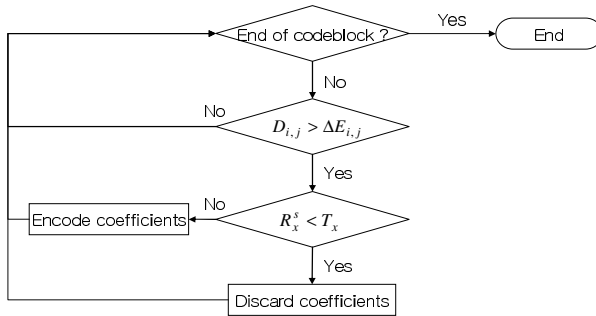 End of codeblock ?
Yes
End
No
No
D_{i,j} > ΔE_{i,j}
Yes
No
Encode coefficients
R_x^s < T_x
Yes
Discard coefficients